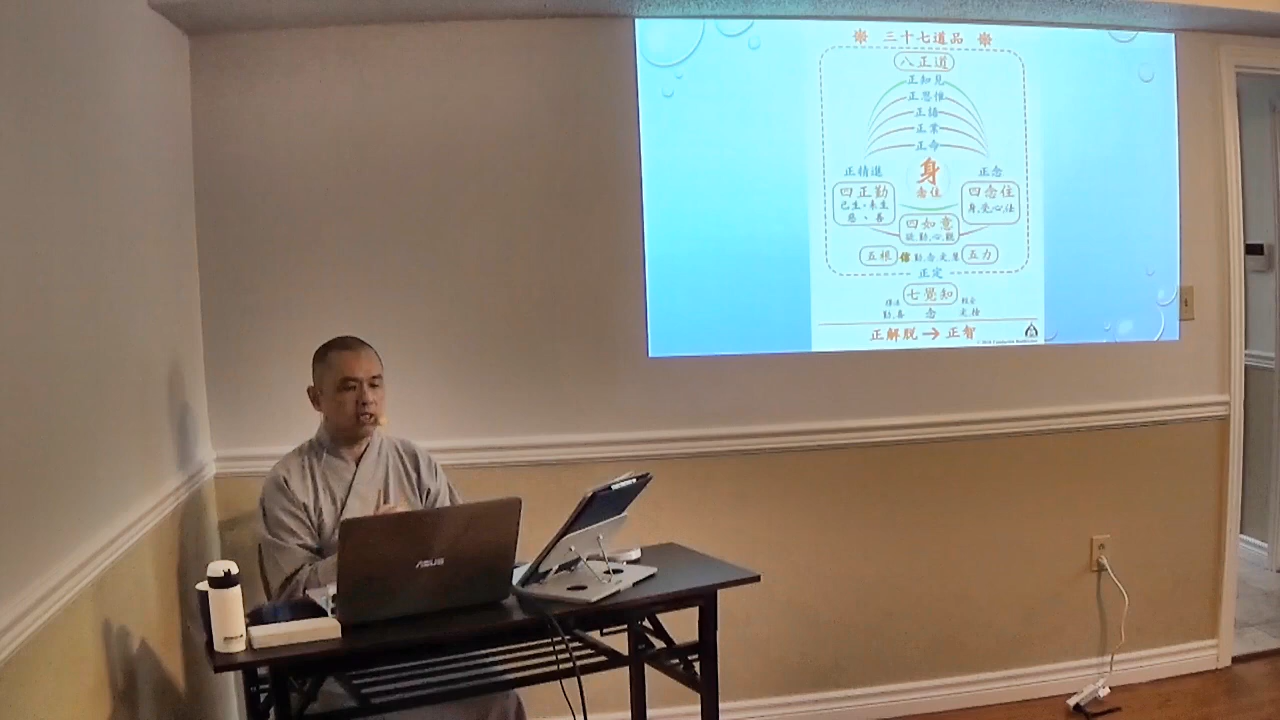 三十七道品
八正道
正知見
正思惟
正語
正業
正命
正精進
身
念住
正念
四正勤
已生、未生
惡、善
四念住
身、受、心、法
四如意
欲、勤、心、觀
五根
信
勤、念、定、慧
五力
正定
七覺知
擇法
輕安
勤、喜
念
定、捨
正解脫→正智
ASUS